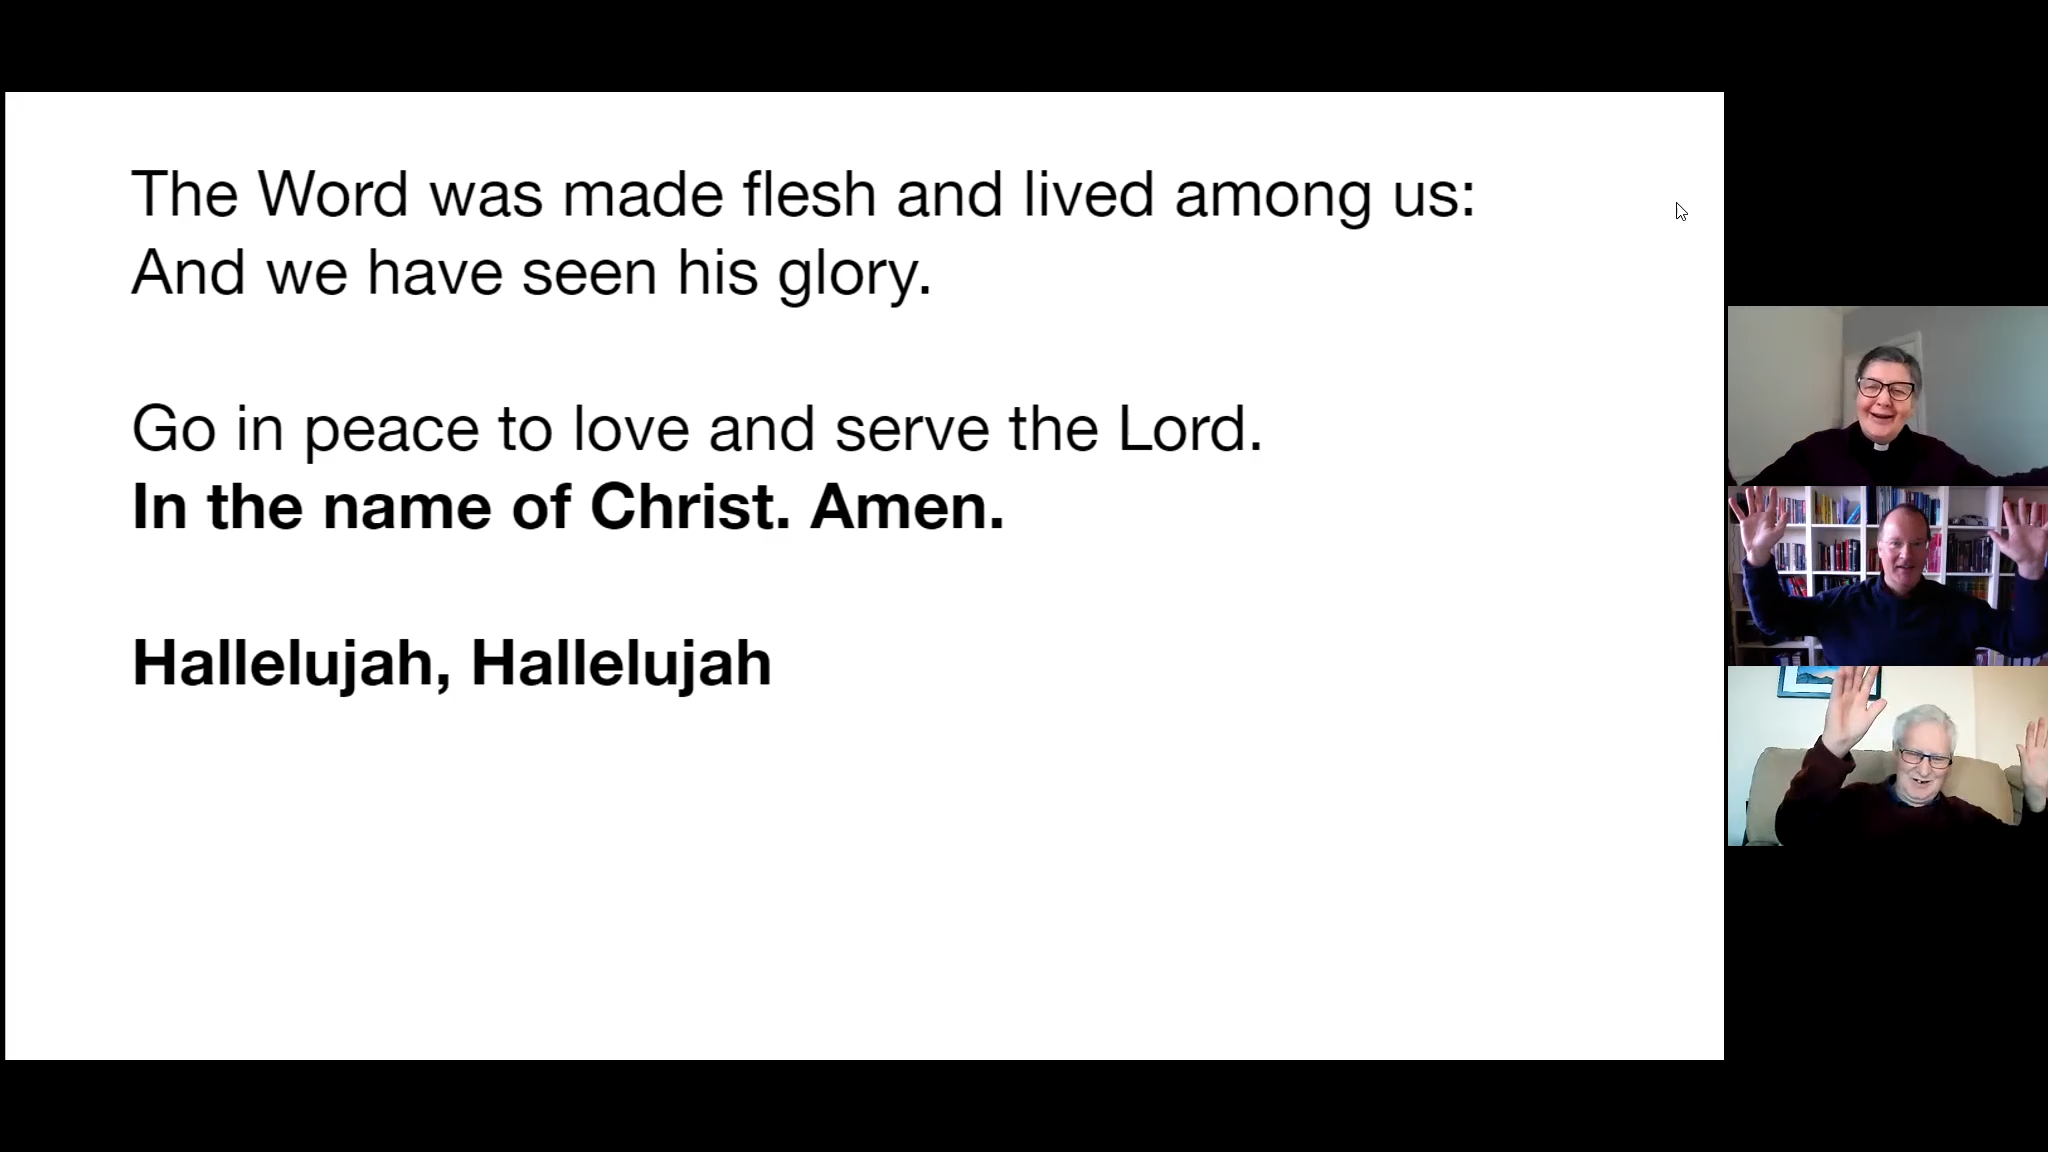 The Word was made flesh and lived among us:
And we have seen his glory.
Go in peace to love and serve the Lord.
In the name of Christ. Amen.
Hallelujah, Hallelujah